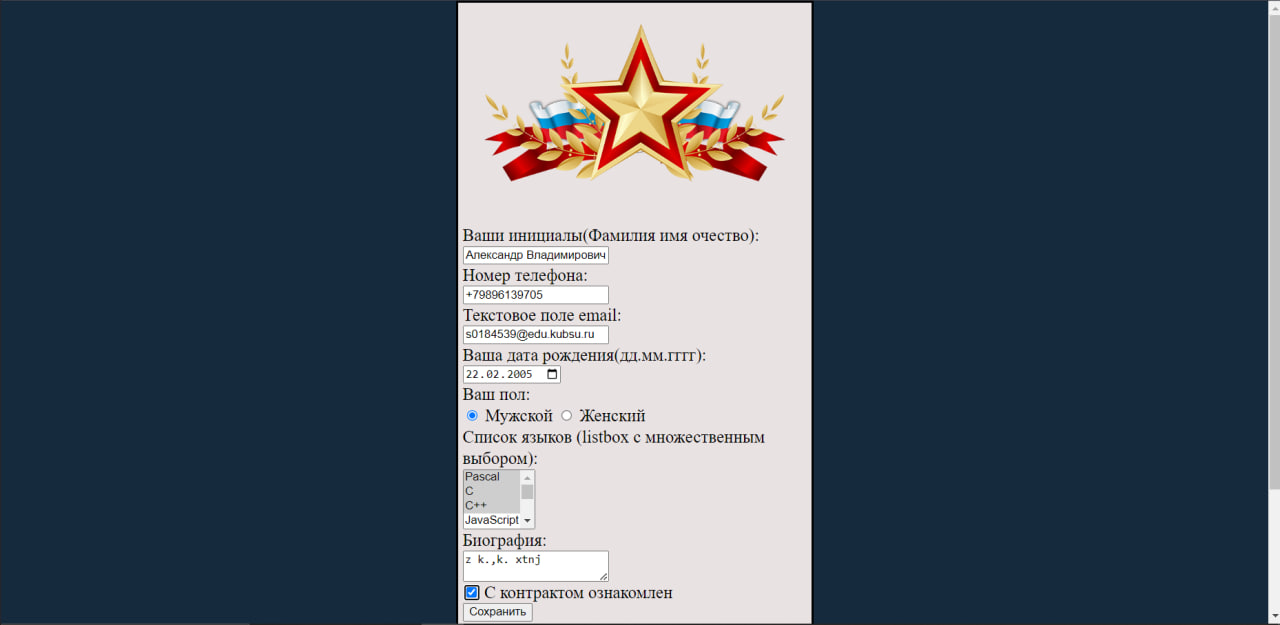 Ваши инициалы(Фамилия имя очество):
Александр Владимирович
Номер телефона:
+79896139705
Текстовое поле email:
s0184539@edu.kubsu.ru
Ваша дата рождения(дд.мм.гггг):
22.02.2005
Ваш пол:
Мужской Женский
Список языков (listbox с множественным
выбором):
Pascal
C
C++
JavaScript
Биография:
z k.,k. xtnj
С контрактом ознакомлен
Сохранить